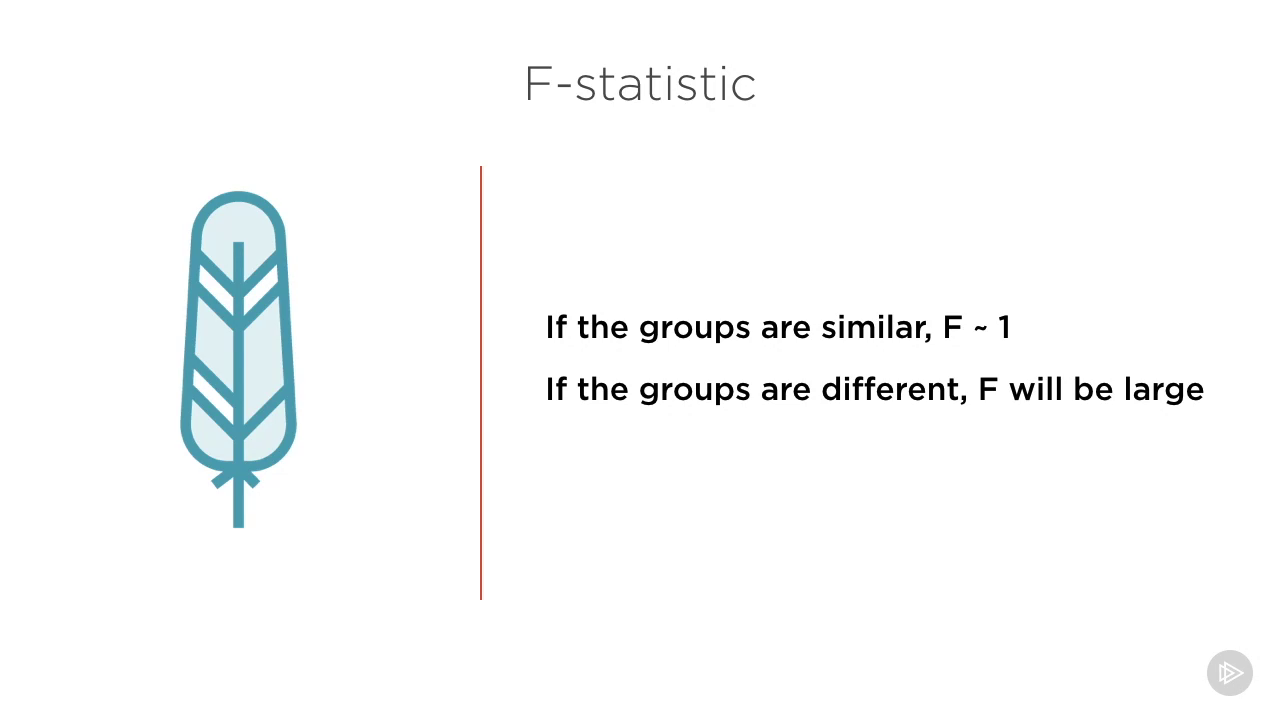 F-statistic
If the groups are similar, F ~ 1
If the groups are different, F will be large